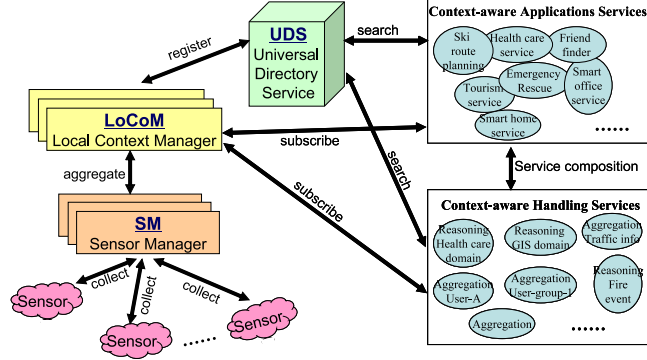 UDS
Universal
Directory
Service
register
search
Context-aware Applications Services
Ski
route
planning
Health care
service
Friend
finder
Emergency
Rescue
Smart
office
service
Tourism
service
Smart home
service
......
LoCoM
Local Context Manager
subscribe
search
subscribe
Service composition
aggregate
SM
Sensor Manager
Context-aware Handling Services
Reasoning
Health care
domain
Reasoning
GIS domain
Aggregation
Traffic info
Aggregation
User-A
Aggregation
User-group-1
Reasoning
Fire
event
Aggregation
......
collect
collect
collect
Sensor
Sensor
......
Sensor